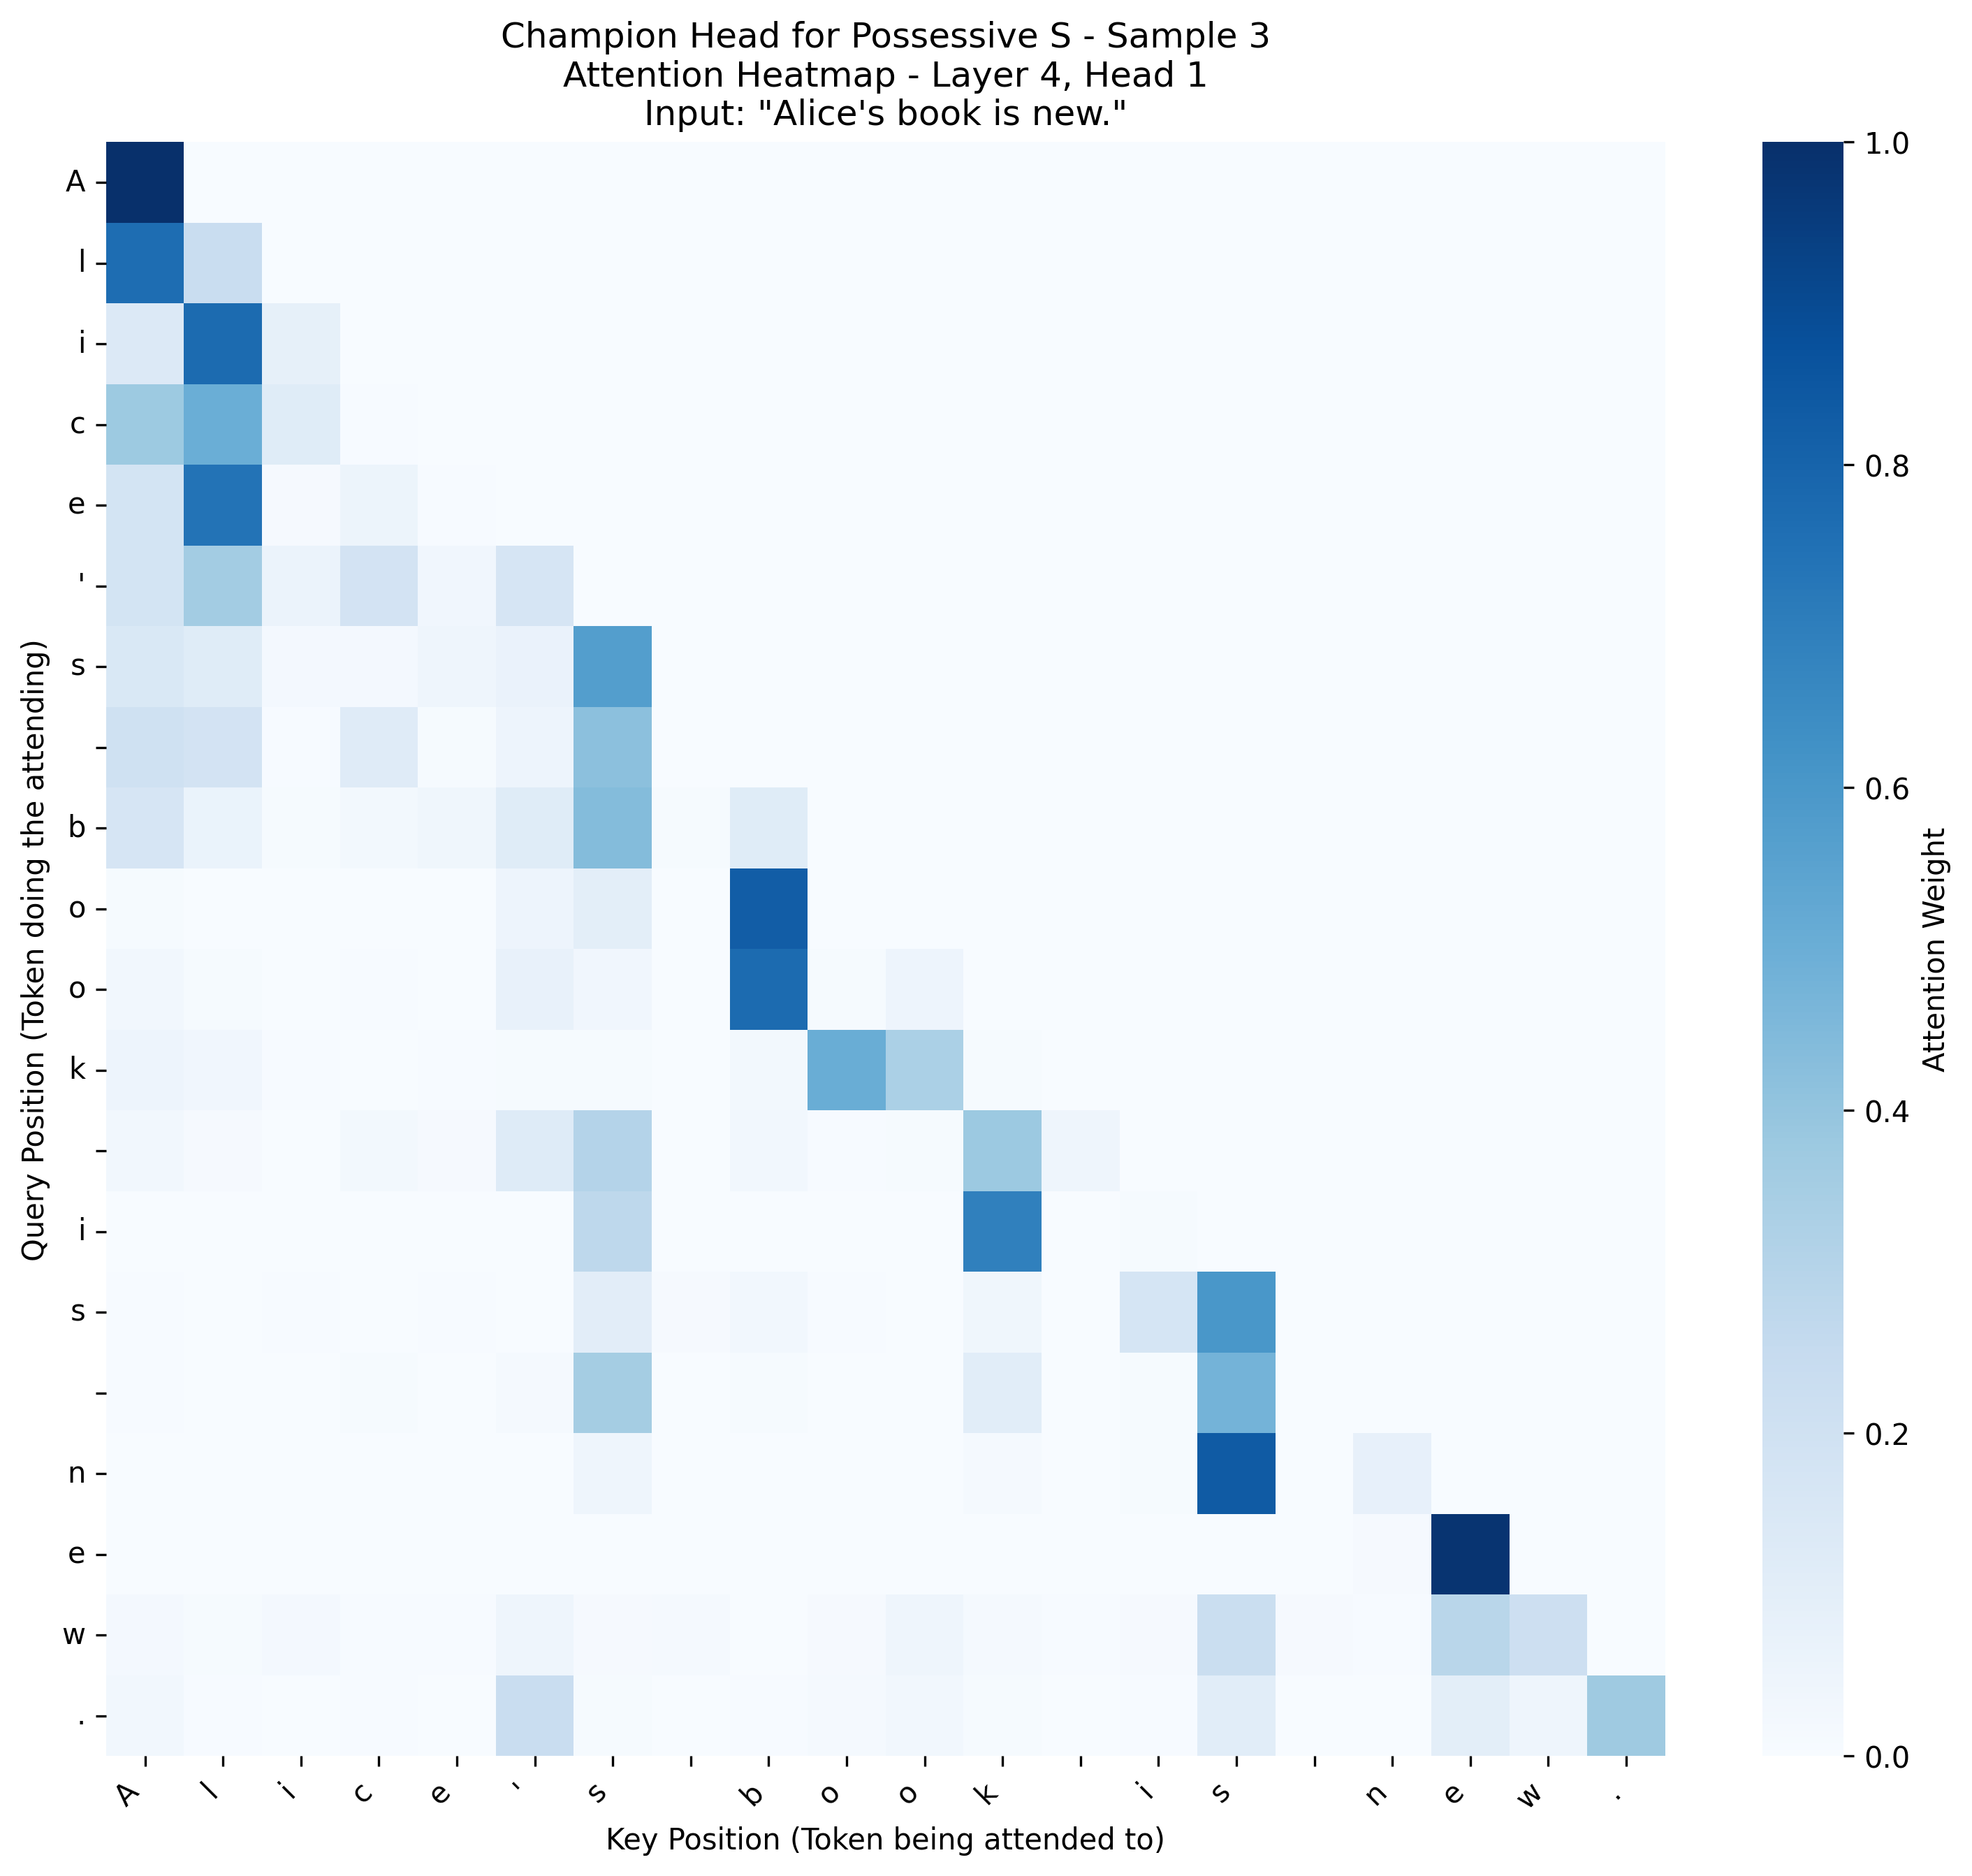 Champion Head for Possessive S - Sample 3
Attention Heatmap - Layer 4, Head 1
Input: "Alice's book is new."
Query Position (Token doing the attending)
A
l
i
c
e
'
s
b
o
o
k
i
s
n
e
w
.
A l i c e ' s b o o k i s n e w .
Key Position (Token being attended to)
1.0
0.8
0.6
0.4
0.2
0.0
Attention Weight